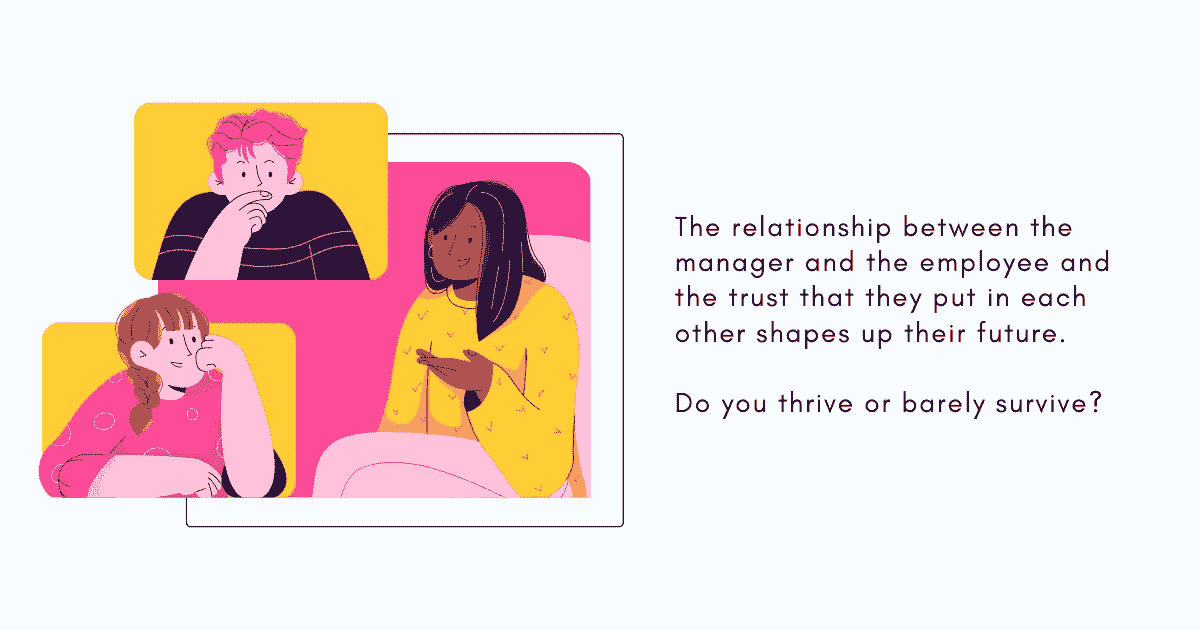 The relationship between the
manager and the employee and
the trust that they put in each
other shapes up their future.
Do you thrive or barely survive?